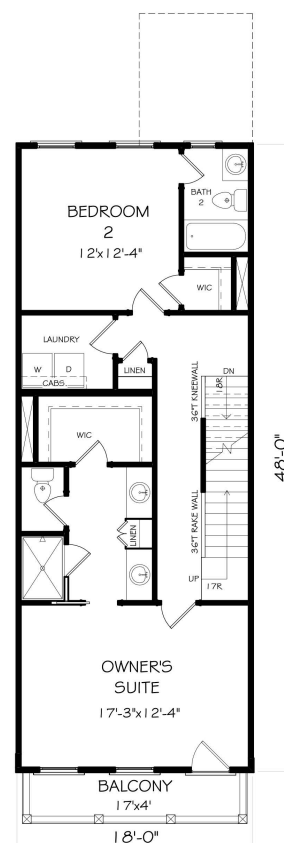 BATH
2
BEDROOM
2
12'x12'-4"
WIC
LAUNDRY
W D
CABS.
LINEN
36"T KNEEWALL
DN
18R
WIC
48'-0"
LINEN
36"T RAKE WALL
UP
17R
OWNER'S
SUITE
17'-3"x12'-4"
BALCONY
17'x4'
18'-0"